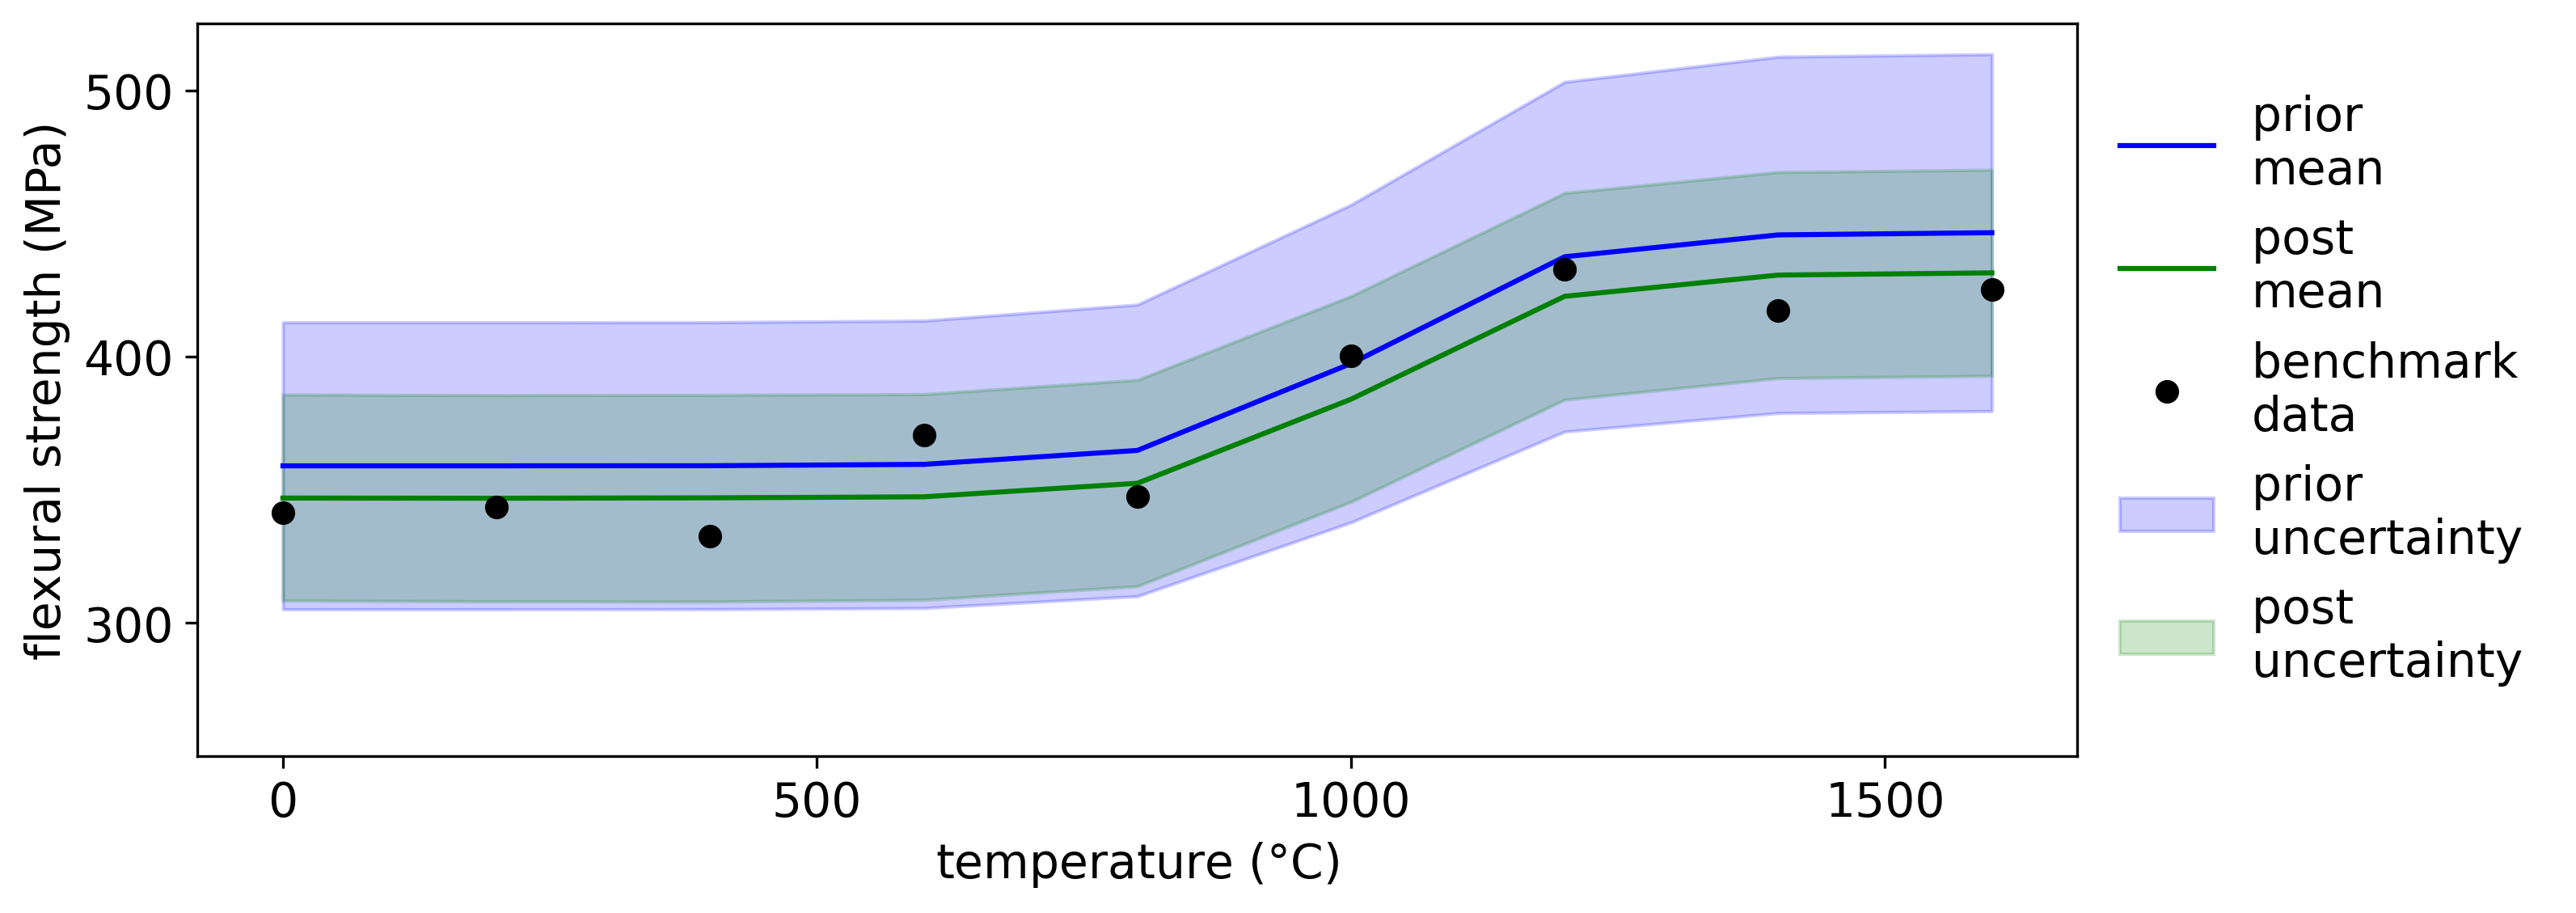 500
400
300
flexural strength (MPa)
0
500
1000
1500
temperature (°C)
prior
mean
post
mean
benchmark
data
prior
uncertainty
post
uncertainty